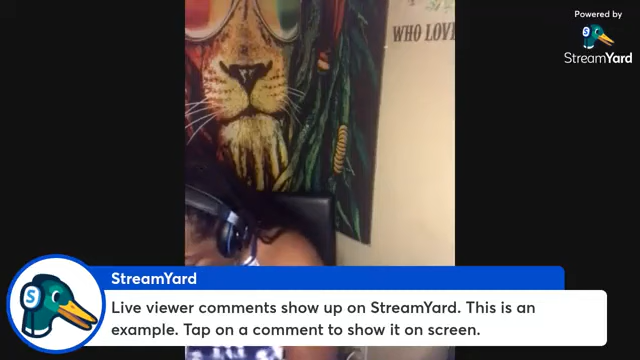 Powered by
StreamYard
WHO LOVE
StreamYard
Live viewer comments show up on StreamYard. This is an
example. Tap on a comment to show it on screen.